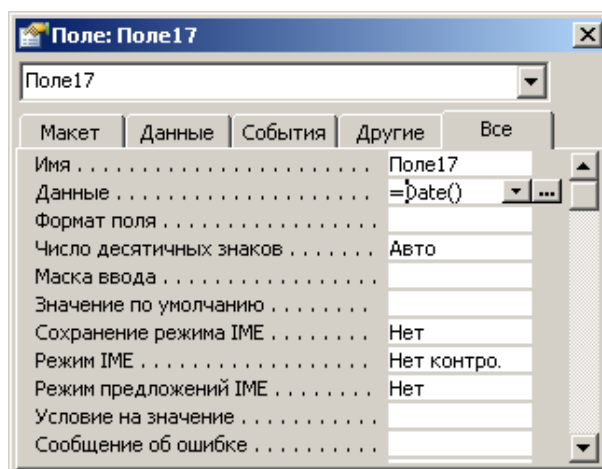 Поле: Поле17
Поле17
Макет Данные События Другие Все
Имя . . . . . . . . . . . . . . . . . . . . . . . . Поле17
Данные . . . . . . . . . . . . . . . . . . . . =Date() ...
Формат поля . . . . . . . . . . . . . . . .
Число десятичных знаков . . . . . . . Авто
Маска ввода . . . . . . . . . . . . . . . .
Значение по умолчанию . . . . . . . .
Сохранение режима IME . . . . . . . . Нет
Режим IME . . . . . . . . . . . . . . . . . . Нет контро.
Режим предложений IME . . . . . . . . Нет
Условие на значение . . . . . . . . . .
Сообщение об ошибке . . . . . . . . . .